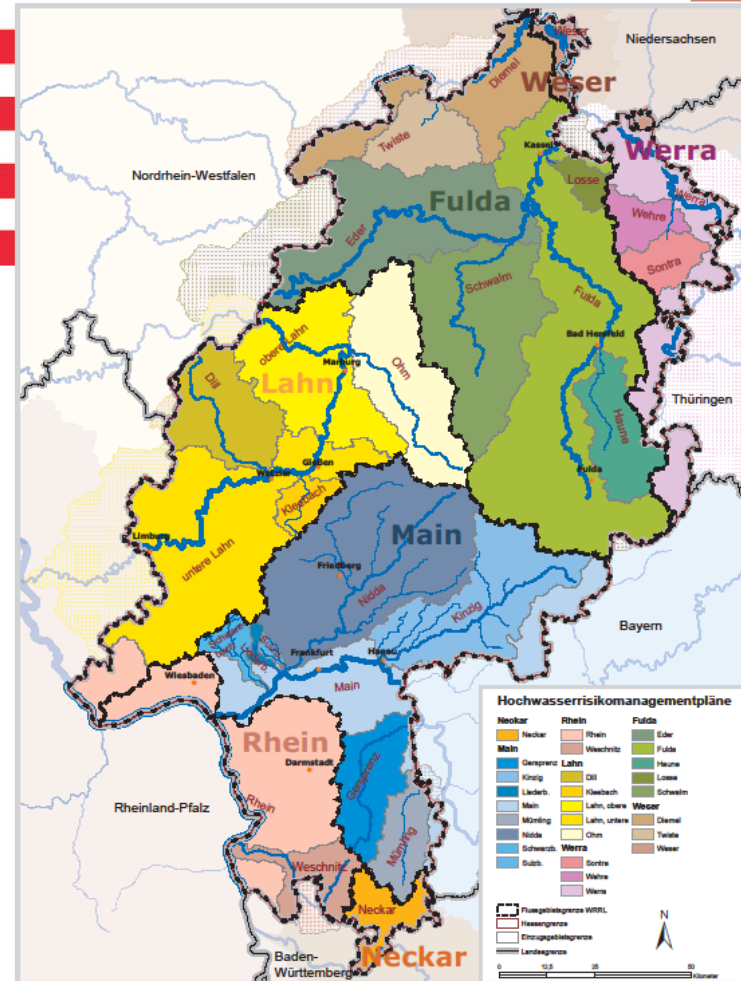 Weser
Niedersachsen
Diemel
Weser
Twiste
Kassel
Werra
Nordrhein-Westfalen
Losse
Fulda
Wehre
Werra
Eder
Sontra
Schwalm
Fulda
obere Lahn
Bad Hersfeld
Marburg
Ohm
Dill
Lahn
Thüringen
Haune
Gießen
Wetzlar
Fulda
Kleebach
Limburg
Main
untere Lahn
Friedberg
Nidda
Kinzig
Bayern
Frankfurt
Hanau
Wiesbaden
Main
Rhein
Darmstadt
Gersprenz
Rheinland-Pfalz
Rhein
Mümling
Weschnitz
Neckar
Baden-
Württemberg
Neckar
Hochwasserrisikomanagementpläne
Neckar
Neckar
Main
Gersprenz
Kinzig
Liederb.
Main
Mümling
Nidda
Schwarzb.
Sulzb.
Rhein
Rhein
Weschnitz
Lahn
Dill
Kleebach
Lahn, obere
Lahn, untere
Ohm
Werra
Sontra
Wehre
Werra
Fulda
Eder
Fulda
Haune
Losse
Schwalm
Weser
Diemel
Twiste
Weser
Flussgebietsgrenze WRRL
Hessengrenze
Einzugsgebietsgrenze
Landesgrenze
N
0 12,5 25 50
Kilometer